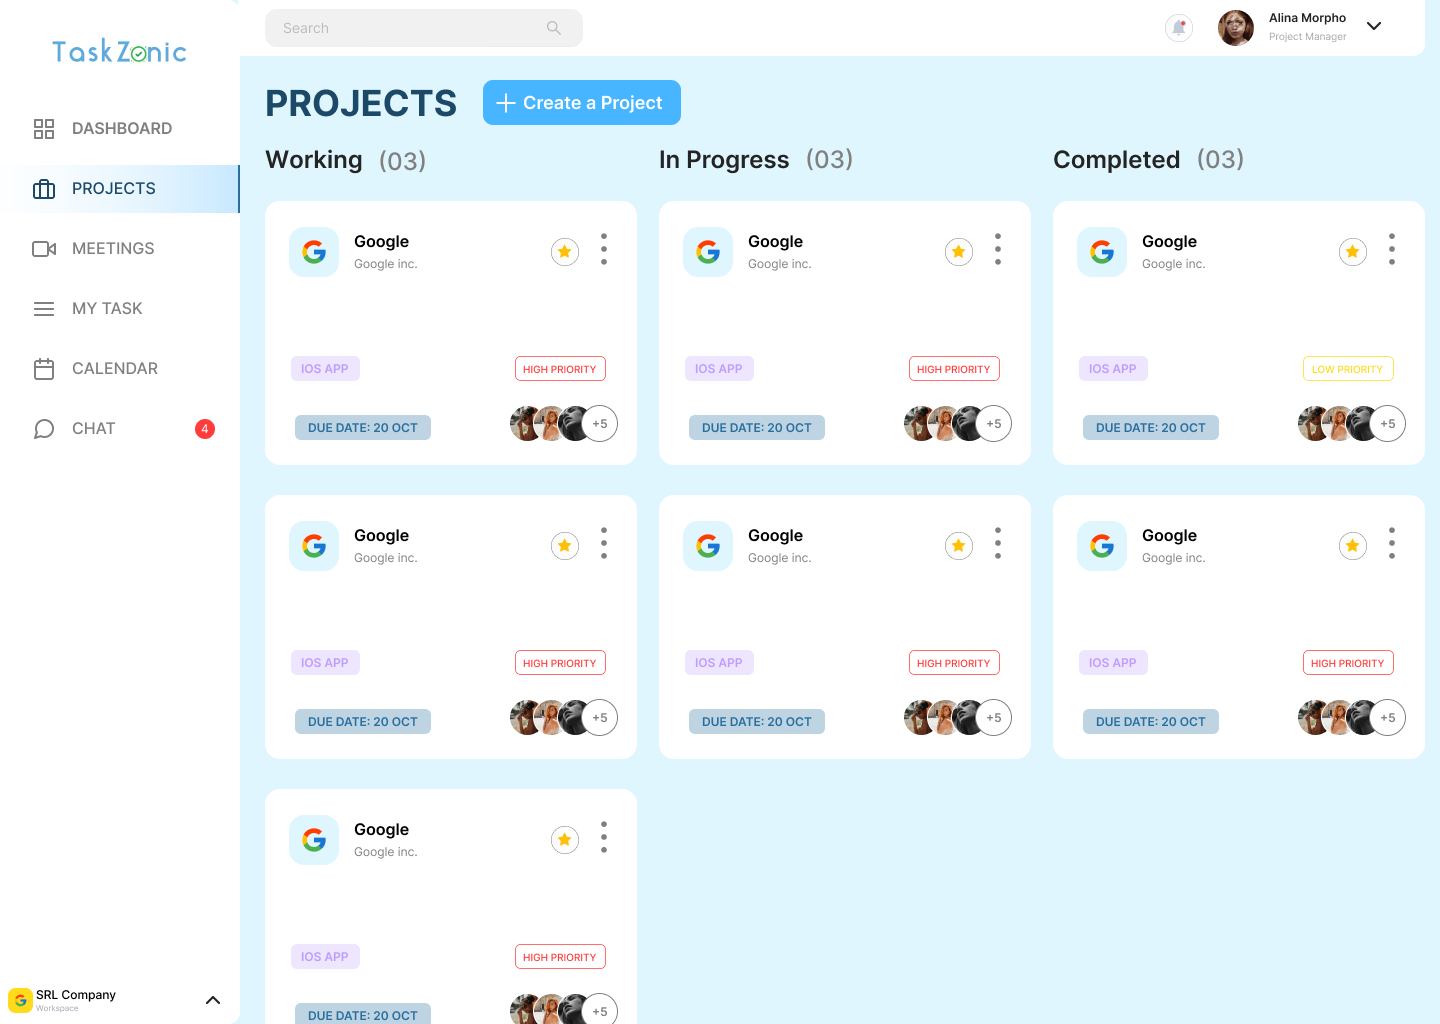 TaskZonic
Search
Alina Morpho
Project Manager
DASHBOARD
PROJECTS
MEETINGS
MY TASK
CALENDAR
CHAT
4
SRL Company
Workspace
PROJECTS
Create a Project
Working (03)
In Progress (03)
Completed (03)
Google
Google inc.
IOS APP
HIGH PRIORITY
DUE DATE: 20 OCT
+5
Google
Google inc.
IOS APP
HIGH PRIORITY
DUE DATE: 20 OCT
+5
Google
Google inc.
IOS APP
LOW PRIORITY
DUE DATE: 20 OCT
+5
Google
Google inc.
IOS APP
HIGH PRIORITY
DUE DATE: 20 OCT
+5
Google
Google inc.
IOS APP
HIGH PRIORITY
DUE DATE: 20 OCT
+5
Google
Google inc.
IOS APP
HIGH PRIORITY
DUE DATE: 20 OCT
+5
Google
Google inc.
IOS APP
HIGH PRIORITY
DUE DATE: 20 OCT
+5